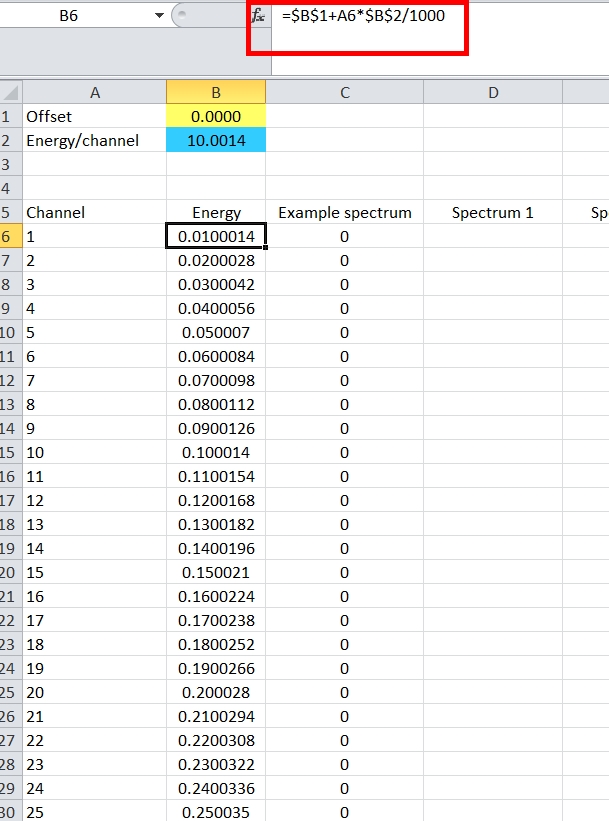 B6 fx =$B$1+A6*$B$2/1000
A B C D
1 Offset 0.0000
2 Energy/channel 10.0014
3
4
5 Channel Energy Example spectrum Spectrum 1 Sp
6 1 0.0100014 0
7 2 0.0200028 0
8 3 0.0300042 0
9 4 0.0400056 0
10 5 0.050007 0
11 6 0.0600084 0
12 7 0.0700098 0
13 8 0.0800112 0
14 9 0.0900126 0
15 10 0.100014 0
16 11 0.1100154 0
17 12 0.1200168 0
18 13 0.1300182 0
19 14 0.1400196 0
20 15 0.150021 0
21 16 0.1600224 0
22 17 0.1700238 0
23 18 0.1800252 0
24 19 0.1900266 0
25 20 0.200028 0
26 21 0.2100294 0
27 22 0.2200308 0
28 23 0.2300322 0
29 24 0.2400336 0
30 25 0.250035 0